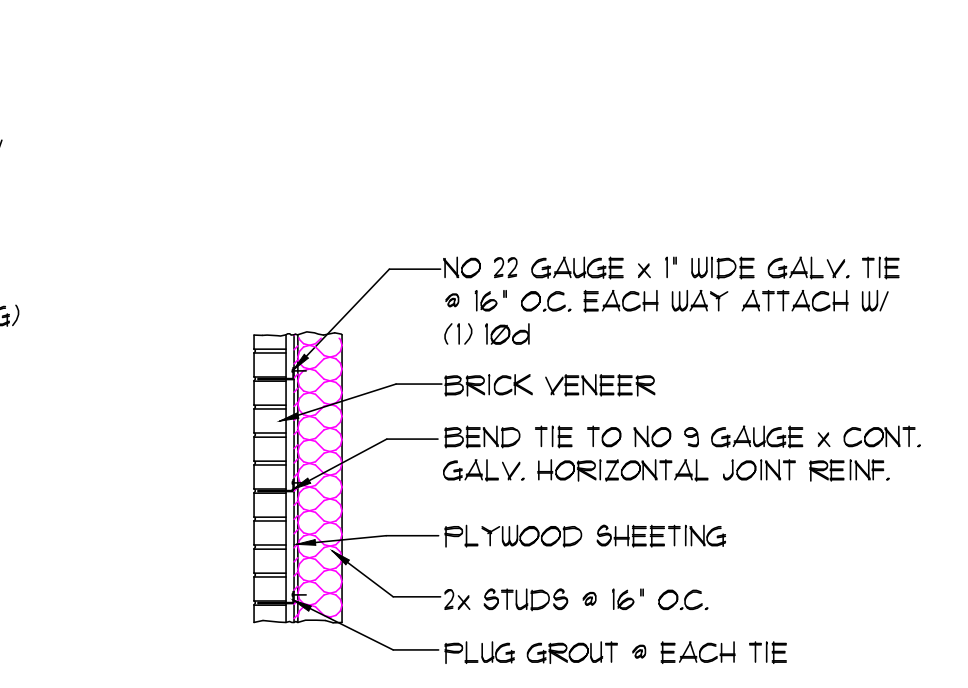 G)
NO 22 GAUGE x 1" WIDE GALV. TIE
@ 16" O.C. EACH WAY ATTACH W/
(1) 10d
BRICK VENEER
BEND TIE TO NO 9 GAUGE x CONT.
GALV. HORIZONTAL JOINT REINF.
PLYWOOD SHEETING
2x STUDS @ 16" O.C.
PLUG GROUT @ EACH TIE